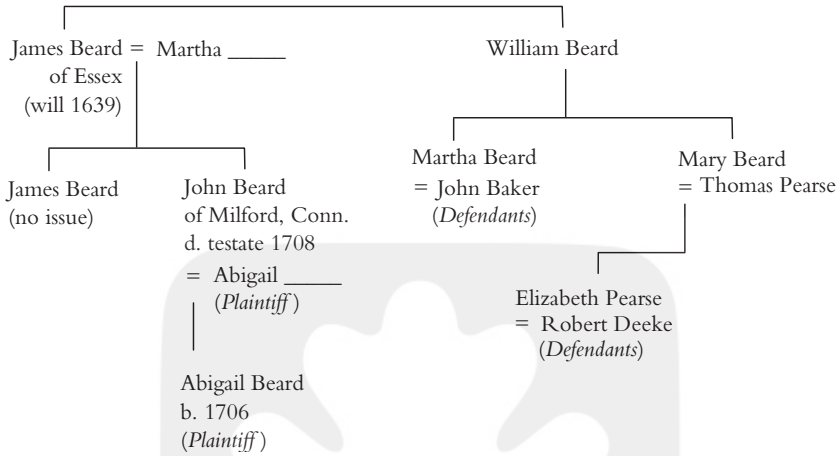 James Beard = Martha _____
of Essex
(will 1639)
William Beard
James Beard
(no issue)
John Beard
of Milford, Conn.
d. testate 1708
= Abigail _____
(Plaintiff)
Abigail Beard
b. 1706
(Plaintiff)
Martha Beard
= John Baker
(Defendants)
Mary Beard
= Thomas Pearse
Elizabeth Pearse
= Robert Deeke
(Defendants)